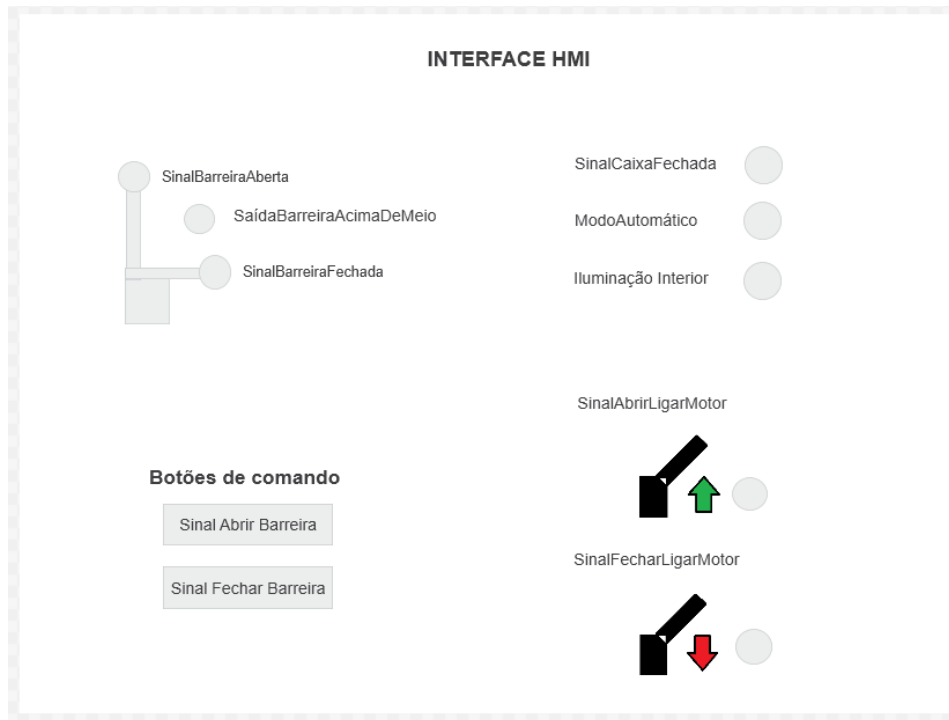 INTERFACE HMI
SinalBarreiraAberta
SaídaBarreiraAcimaDeMeio
SinalBarreiraFechada
SinalCaixaFechada
ModoAutomático
Iluminação Interior
Botões de comando
Sinal Abrir Barreira
Sinal Fechar Barreira
SinalAbrirLigarMotor
SinalFecharLigarMotor